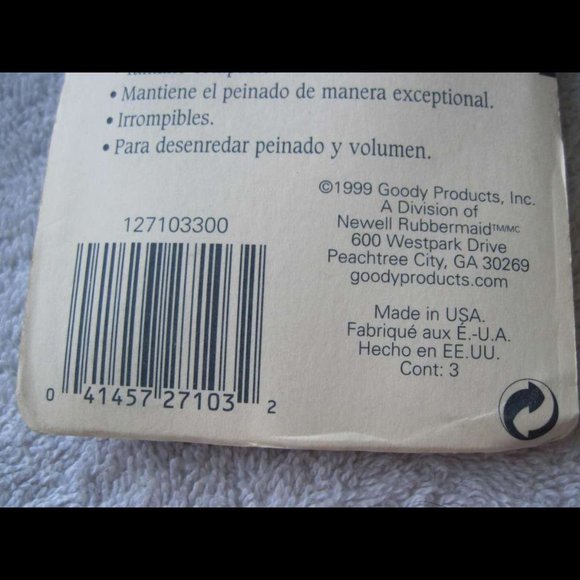 • Mantiene el peinado de manera exceptional.
• Irrompibles.
• Para desenredar peinado y volumen.
©1999 Goody Products, Inc.
A Division of
Newell Rubbermaid™/MC
600 Westpark Drive
Peachtree City, GA 30269
goodyproducts.com
127103300
Made in USA.
Fabriqué aux É.-U.A.
Hecho en EE.UU.
Cont: 3
0 41457 27103 2